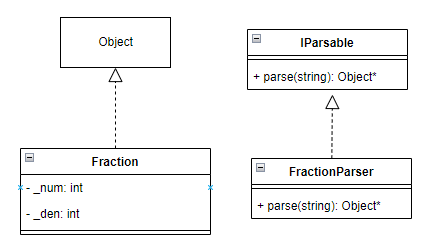 Object
Fraction
- _num: int
- _den: int
IParsable
+ parse(string): Object*
FractionParser
+ parse(string): Object*